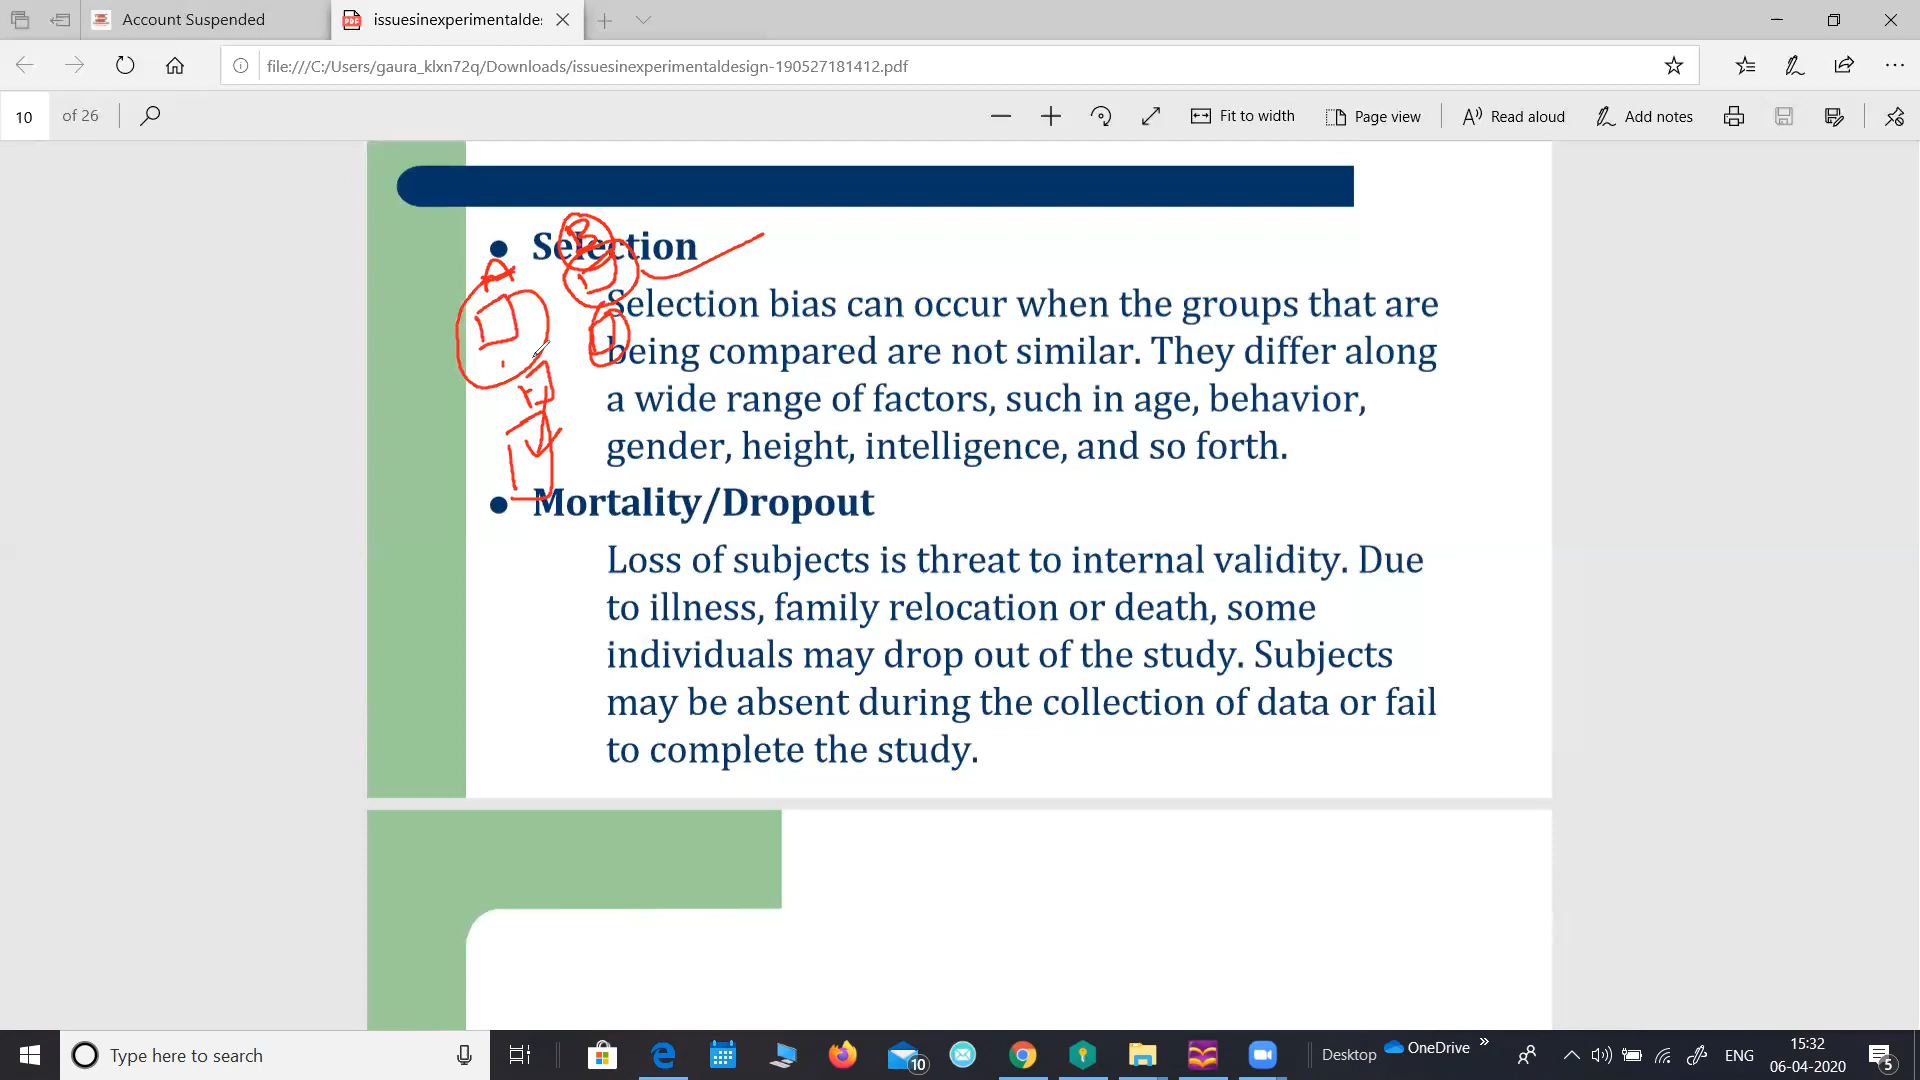 Account Suspended
issuesinexperimentalde:
file:///C:/Users/gaura_klxn72q/Downloads/issuesinexperimentaldesign-190527181412.pdf
10 of 26
Fit to width
Page view
Read aloud
Add notes
B
A
• Selection
Selection bias can occur when the groups that are
being compared are not similar. They differ along
a wide range of factors, such in age, behavior,
gender, height, intelligence, and so forth.
• Mortality/Dropout
Loss of subjects is threat to internal validity. Due
to illness, family relocation or death, some
individuals may drop out of the study. Subjects
may be absent during the collection of data or fail
to complete the study.
Type here to search
10
Desktop
OneDrive
»
ENG
15:32
06-04-2020
5